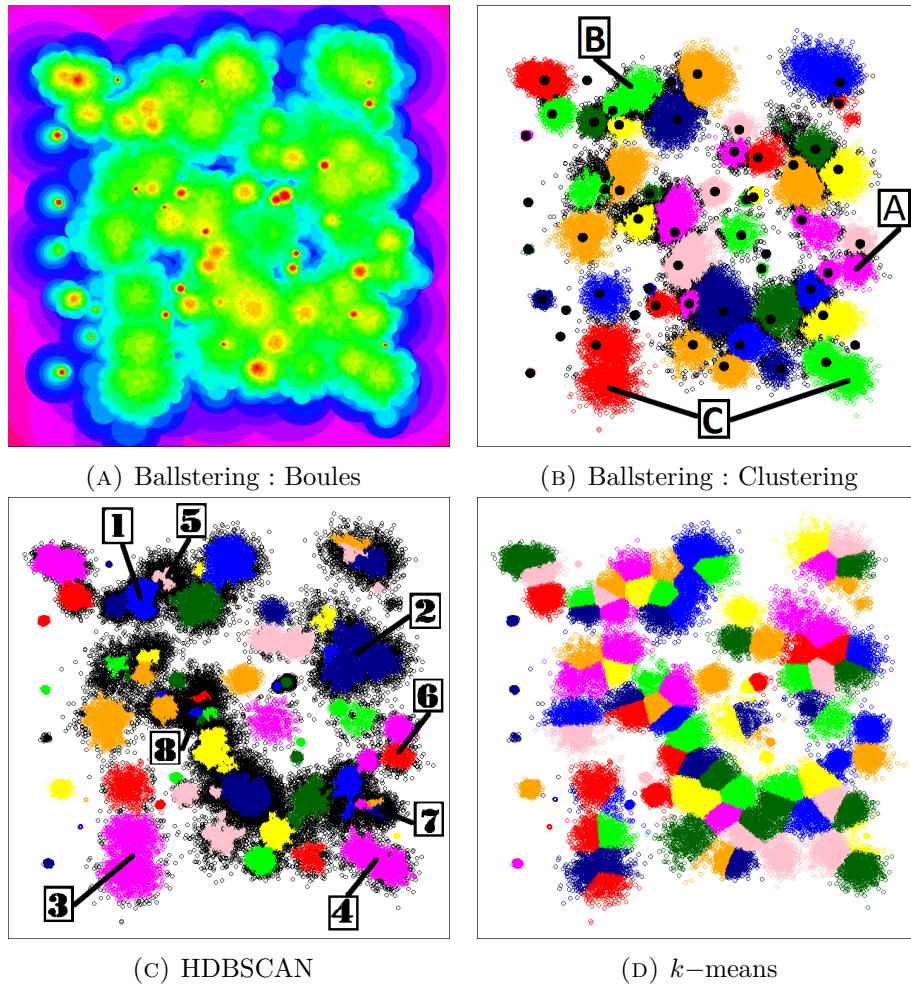 B
A
C
(A) Ballstering : Boules
(B) Ballstering : Clustering
1
5
2
6
8
7
3
4
(C) HDBSCAN
(D) k−means